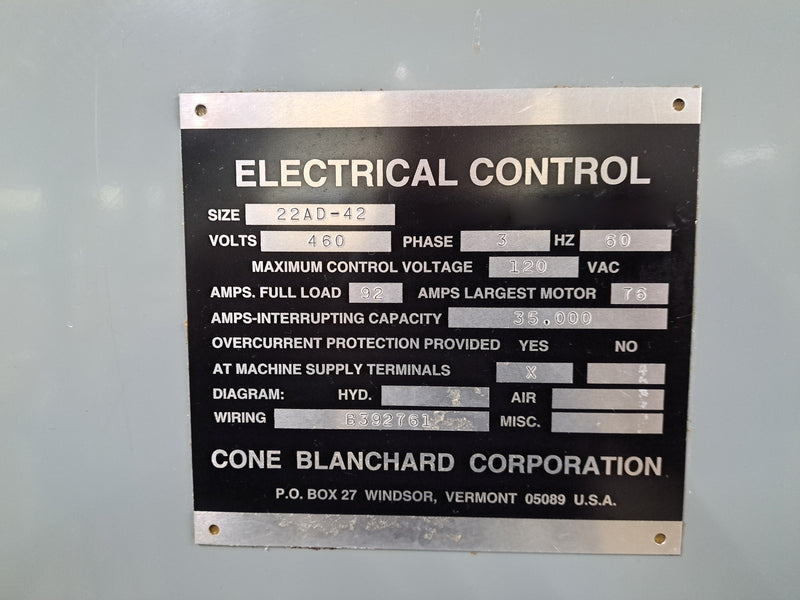 ELECTRICAL CONTROL
SIZE 22AD-42
VOLTS 460 PHASE 3 HZ 60
MAXIMUM CONTROL VOLTAGE 120 VAC
AMPS. FULL LOAD 92 AMPS LARGEST MOTOR 76
AMPS-INTERRUPTING CAPACITY 35.000
OVERCURRENT PROTECTION PROVIDED YES NO
AT MACHINE SUPPLY TERMINALS X
DIAGRAM: HYD. AIR
WIRING B392761 MISC.
CONE BLANCHARD CORPORATION
P.O. BOX 27 WINDSOR, VERMONT 05089 U.S.A.